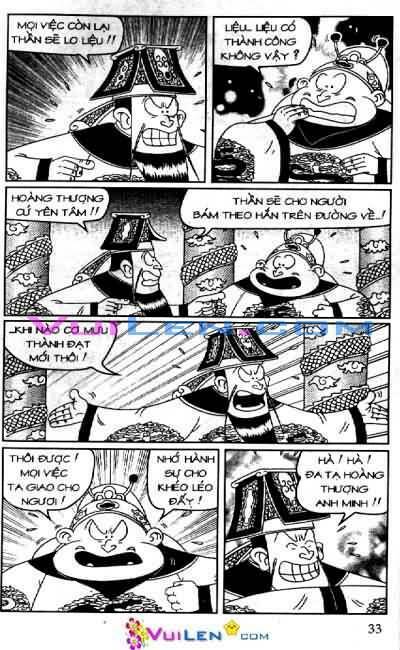 MỌI VIỆC CÒN LẠI
THẦN SẼ LO LIỆU!!
LIỆU... LIỆU CÓ
THÀNH CÔNG
KHÔNG VẬY?
HOÀNG THƯỢNG
CỨ YÊN TÂM!!
THẦN SẼ CHO NGƯỜI
BÁM THEO HẮN TRÊN ĐƯỜNG VỀ...!
...KHI NÀO CƠ MƯU
THÀNH ĐẠT
MỚI THÔI!
VUILEN.COM
THÔI ĐƯỢC!
MỌI VIỆC
TA GIAO CHO
NGƯƠI!
NHỚ HÀNH
SỰ CHO
KHÉO LÉO
ĐẤY!
HÀ! HÀ!
ĐA TẠ HOÀNG
THƯỢNG
ANH MINH!!
33
VUILEN.COM